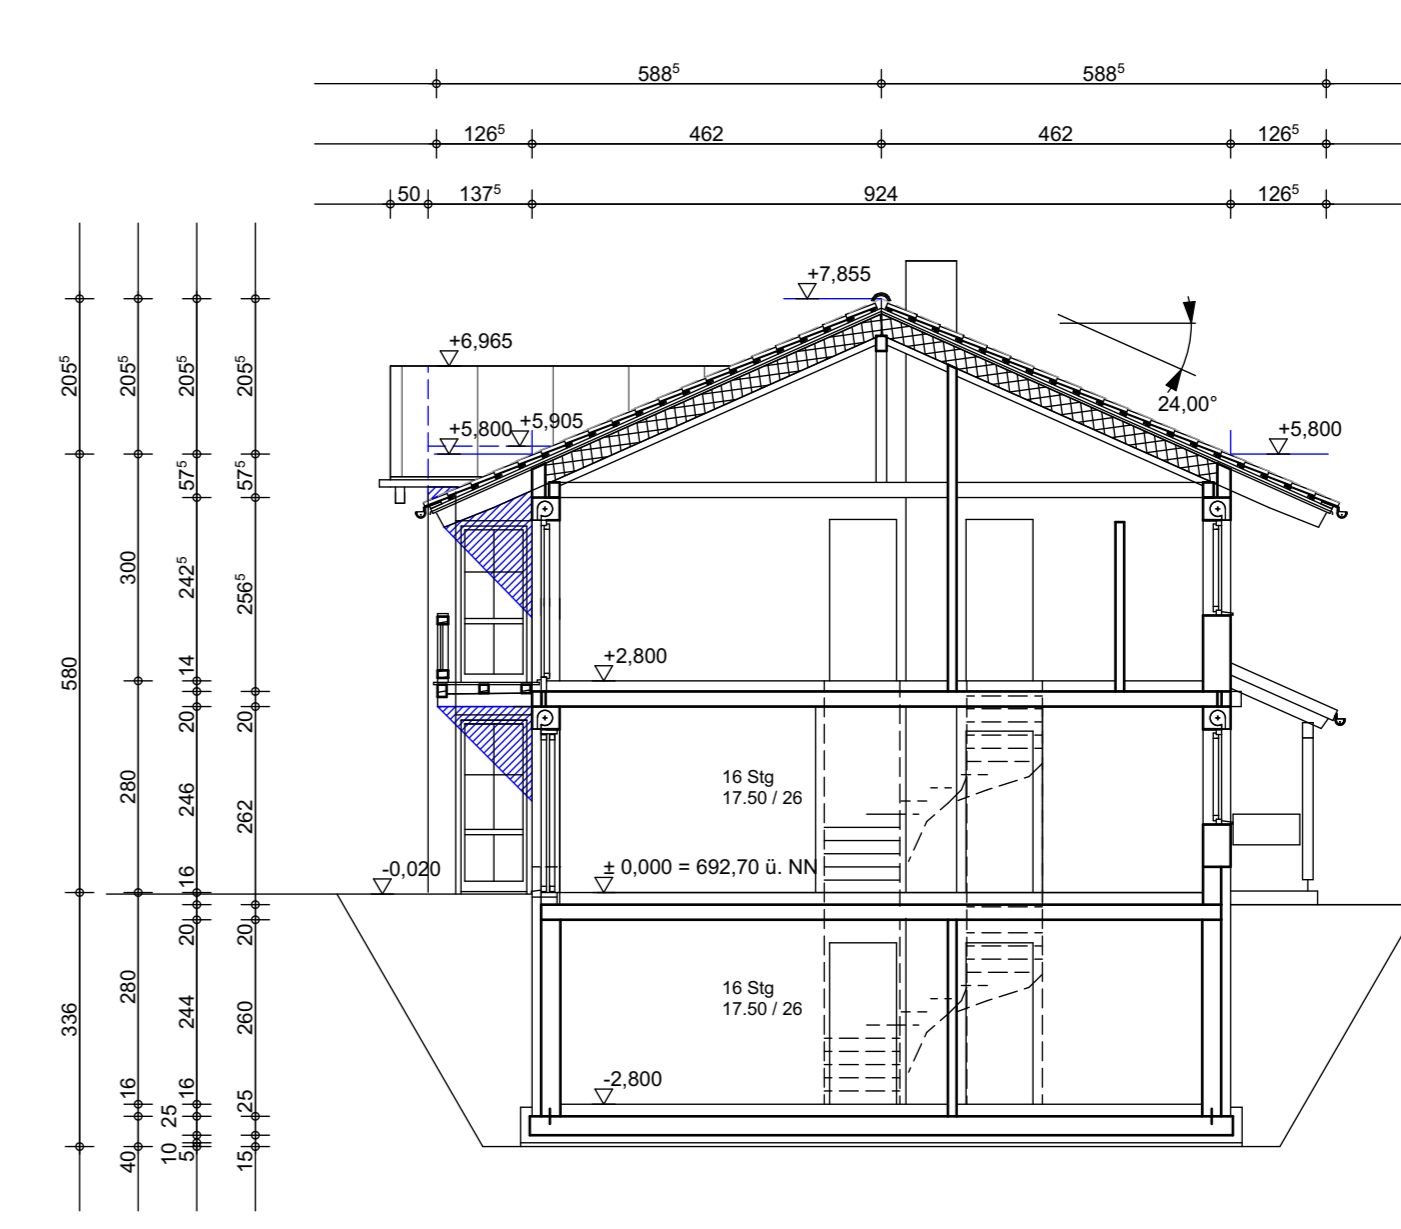 588⁵ 588⁵
126⁵ 462 462 126⁵
50 137⁵ 924 126⁵
+7,855
+6,965
24,00°
+5,800 +5,905 +5,800
205⁵ 205⁵ 205⁵ 205⁵
57⁵ 57⁵
300 242⁵ 256⁵
580 14
+2,800
20 20
280 246 262
16 Stg
17.50 / 26
16
-0,020
± 0,000 = 692,70 ü. NN
20 20
336 280 244 260
16 Stg
17.50 / 26
-2,800
16 16 25
25
40 10 5 15